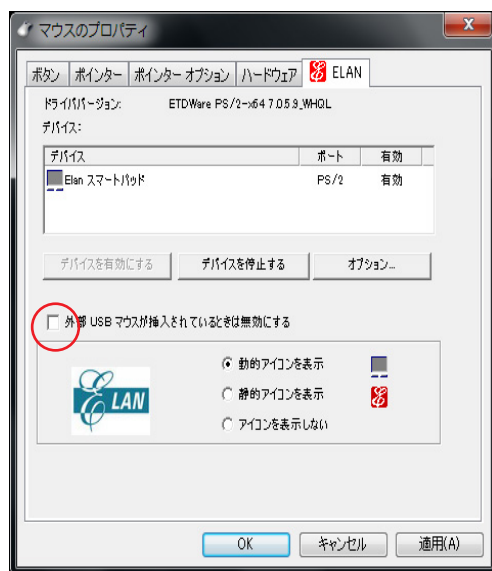 マウスのプロパティ
ボタン ポインター ポインター オプション ハードウェア ELAN
ドライババージョン: ETDWare PS/2-x64 7.0.5.9_WHQL
デバイス:
デバイス ポート 有効
Elan スマートパッド PS/2 有効
デバイスを有効にする デバイスを停止する オプション...
外部 USB マウスが挿入されているときは無効にする
動的アイコンを表示
ELAN 静的アイコンを表示
アイコンを表示しない
OK キャンセル 適用(A)